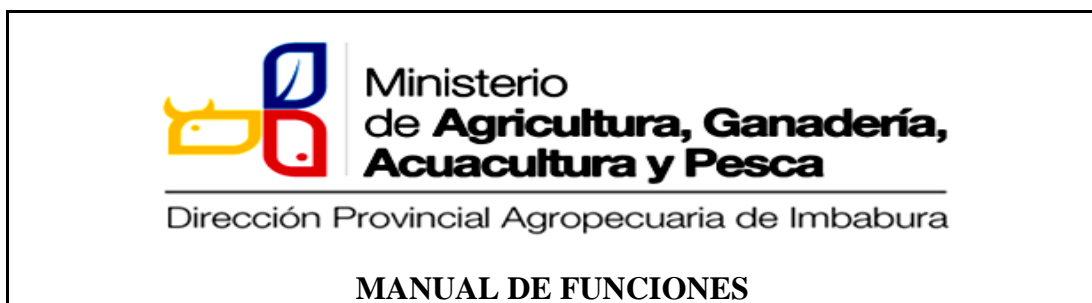 Ministerio
de Agricultura, Ganadería,
Acuacultura y Pesca
Dirección Provincial Agropecuaria de Imbabura
MANUAL DE FUNCIONES